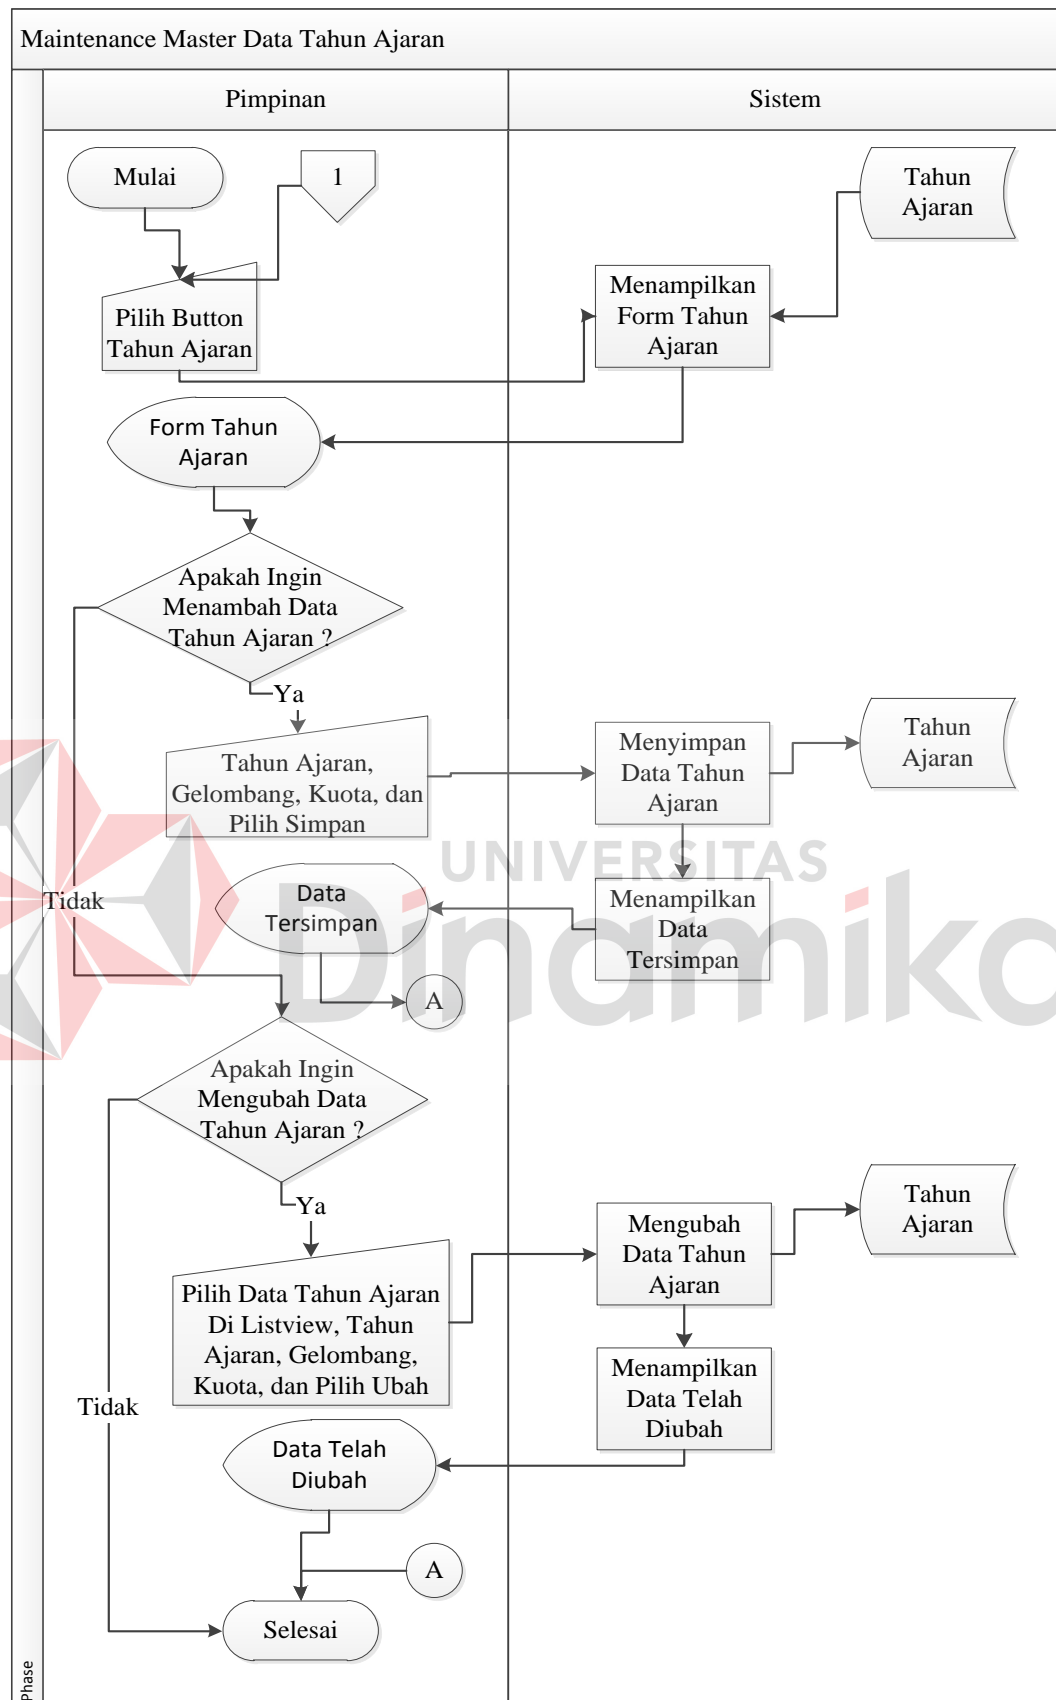 Maintenance Master Data Tahun Ajaran
Pimpinan
Sistem
Mulai
1
Tahun
Ajaran
Pilih Button
Tahun Ajaran
Menampilkan
Form Tahun
Ajaran
Form Tahun
Ajaran
Apakah Ingin
Menambah Data
Tahun Ajaran ?
Ya
Tahun Ajaran,
Gelombang, Kuota, dan
Pilih Simpan
Menyimpan
Data Tahun
Ajaran
Tahun
Ajaran
UNIVERSITAS
Dinamika
Tidak
Data
Tersimpan
Menampilkan
Data
Tersimpan
A
Apakah Ingin
Mengubah Data
Tahun Ajaran ?
Ya
Pilih Data Tahun Ajaran
Di Listview, Tahun
Ajaran, Gelombang,
Kuota, dan Pilih Ubah
Mengubah
Data Tahun
Ajaran
Tahun
Ajaran
Menampilkan
Data Telah
Diubah
Tidak
Data Telah
Diubah
A
Selesai
Phase